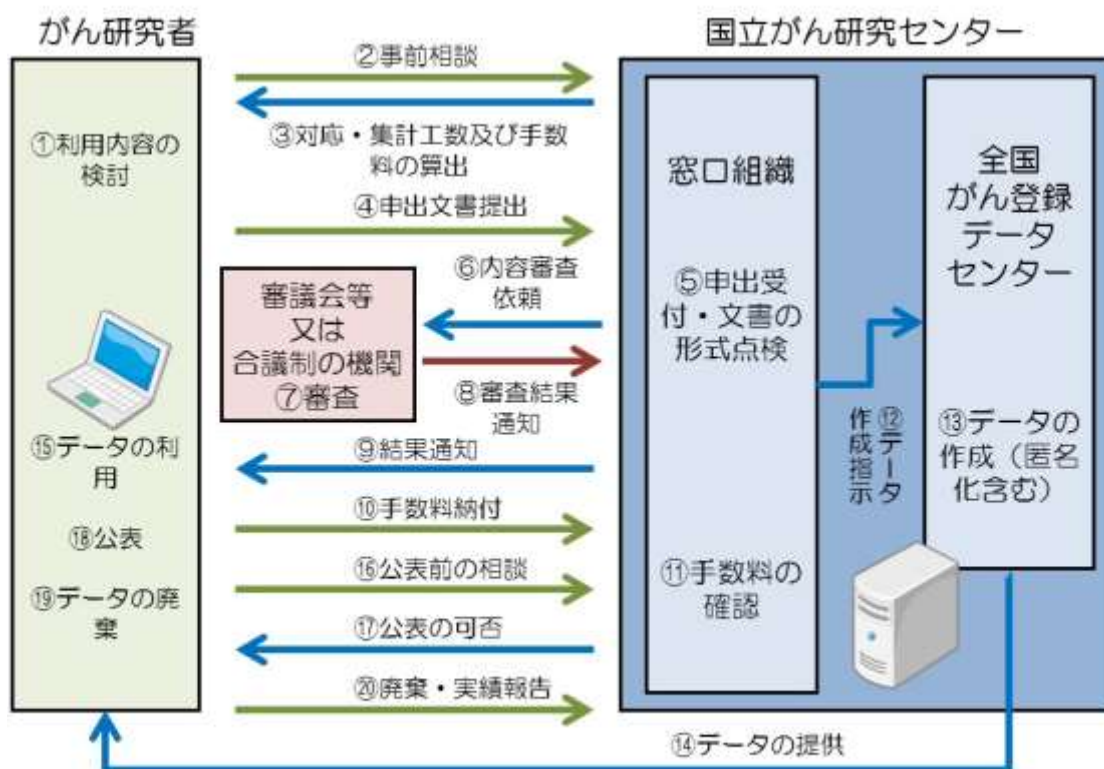 がん研究者
国立がん研究センター
②事前相談
①利用内容の
検討
③対応・集計工数及び手数
料の算出
④申出文書提出
窓口組織
全国
がん登録
データ
センター
⑥内容審査
依頼
⑤申出受
付・文書の
形式点検
審議会等
又は
合議制の機関
⑦審査
⑧審査結果
通知
⑫データ
作成指示
⑬データの
作成（匿名
化含む）
⑮データの利
用
⑨結果通知
⑩手数料納付
⑱公表
⑯公表前の相談
⑪手数料の
確認
⑲データの廃
棄
⑰公表の可否
⑳廃棄・実績報告
⑭データの提供